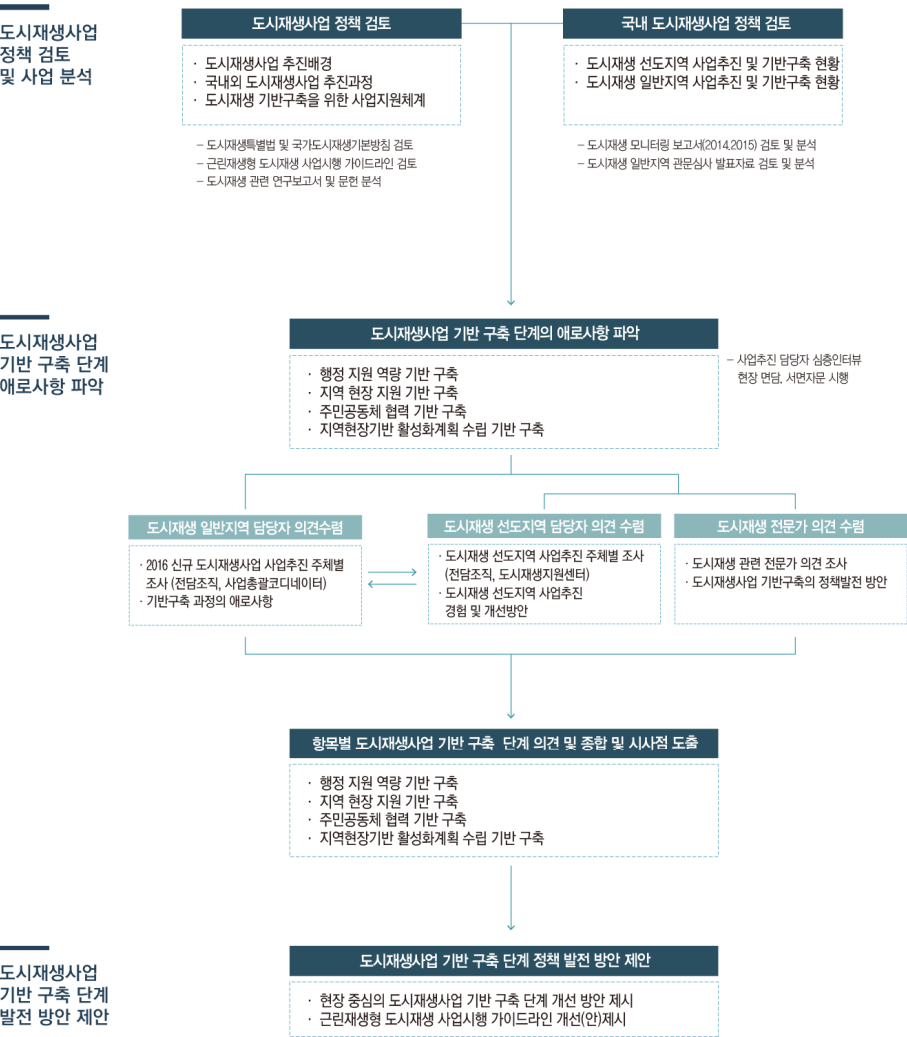 도시재생사업
정책 검토
및 사업 분석
도시재생사업 정책 검토
· 도시재생사업 추진배경
· 국내외 도시재생사업 추진과정
· 도시재생 기반구축을 위한 사업지원체계
– 도시재생특별법 및 국가도시재생기본방침 검토
– 근린재생형 도시재생 사업시행 가이드라인 검토
– 도시재생 관련 연구보고서 및 문헌 분석
국내 도시재생사업 정책 검토
· 도시재생 선도지역 사업추진 및 기반구축 현황
· 도시재생 일반지역 사업추진 및 기반구축 현황
– 도시재생 모니터링 보고서(2014,2015) 검토 및 분석
– 도시재생 일반지역 관문심사 발표자료 검토 및 분석
도시재생사업
기반 구축 단계
애로사항 파악
도시재생사업 기반 구축 단계의 애로사항 파악
· 행정 지원 역량 기반 구축
· 지역 현장 지원 기반 구축
· 주민공동체 협력 기반 구축
· 지역현장기반 활성화계획 수립 기반 구축
– 사업추진 담당자 심층인터뷰
현장 면담, 서면자문 시행
도시재생 일반지역 담당자 의견수렴
· 2016 신규 도시재생사업 사업추진 주체별
조사 (전담조직, 사업총괄코디네이터)
· 기반구축 과정의 애로사항
도시재생 선도지역 담당자 의견 수렴
· 도시재생 선도지역 사업추진 주체별 조사
(전담조직, 도시재생지원센터)
· 도시재생 선도지역 사업추진
경험 및 개선방안
도시재생 전문가 의견 수렴
· 도시재생 관련 전문가 의견 조사
· 도시재생사업 기반구축의 정책발전 방안
항목별 도시재생사업 기반 구축 단계 의견 및 종합 및 시사점 도출
· 행정 지원 역량 기반 구축
· 지역 현장 지원 기반 구축
· 주민공동체 협력 기반 구축
· 지역현장기반 활성화계획 수립 기반 구축
도시재생사업
기반 구축 단계
발전 방안 제안
도시재생사업 기반 구축 단계 정책 발전 방안 제안
· 현장 중심의 도시재생사업 기반 구축 단계 개선 방안 제시
· 근린재생형 도시재생 사업시행 가이드라인 개선(안)제시